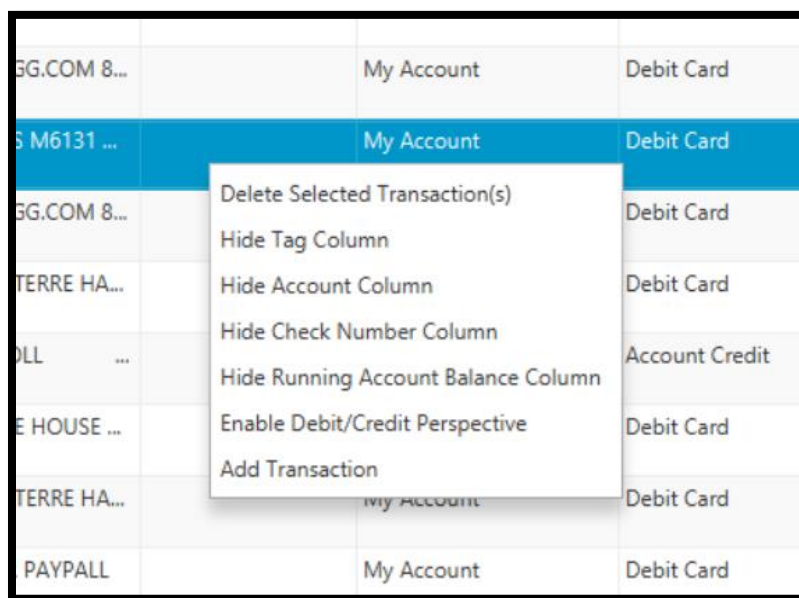 GG.COM 8... My Account Debit Card
S M6131 ... My Account Debit Card
Delete Selected Transaction(s)
GG.COM 8... Debit Card
Hide Tag Column
Hide Account Column
TERRE HA... Debit Card
Hide Check Number Column
OLL ... Account Credit
Hide Running Account Balance Column
E HOUSE ... Debit Card
Enable Debit/Credit Perspective
Add Transaction
TERRE HA... My Account Debit Card
. PAYPALL My Account Debit Card